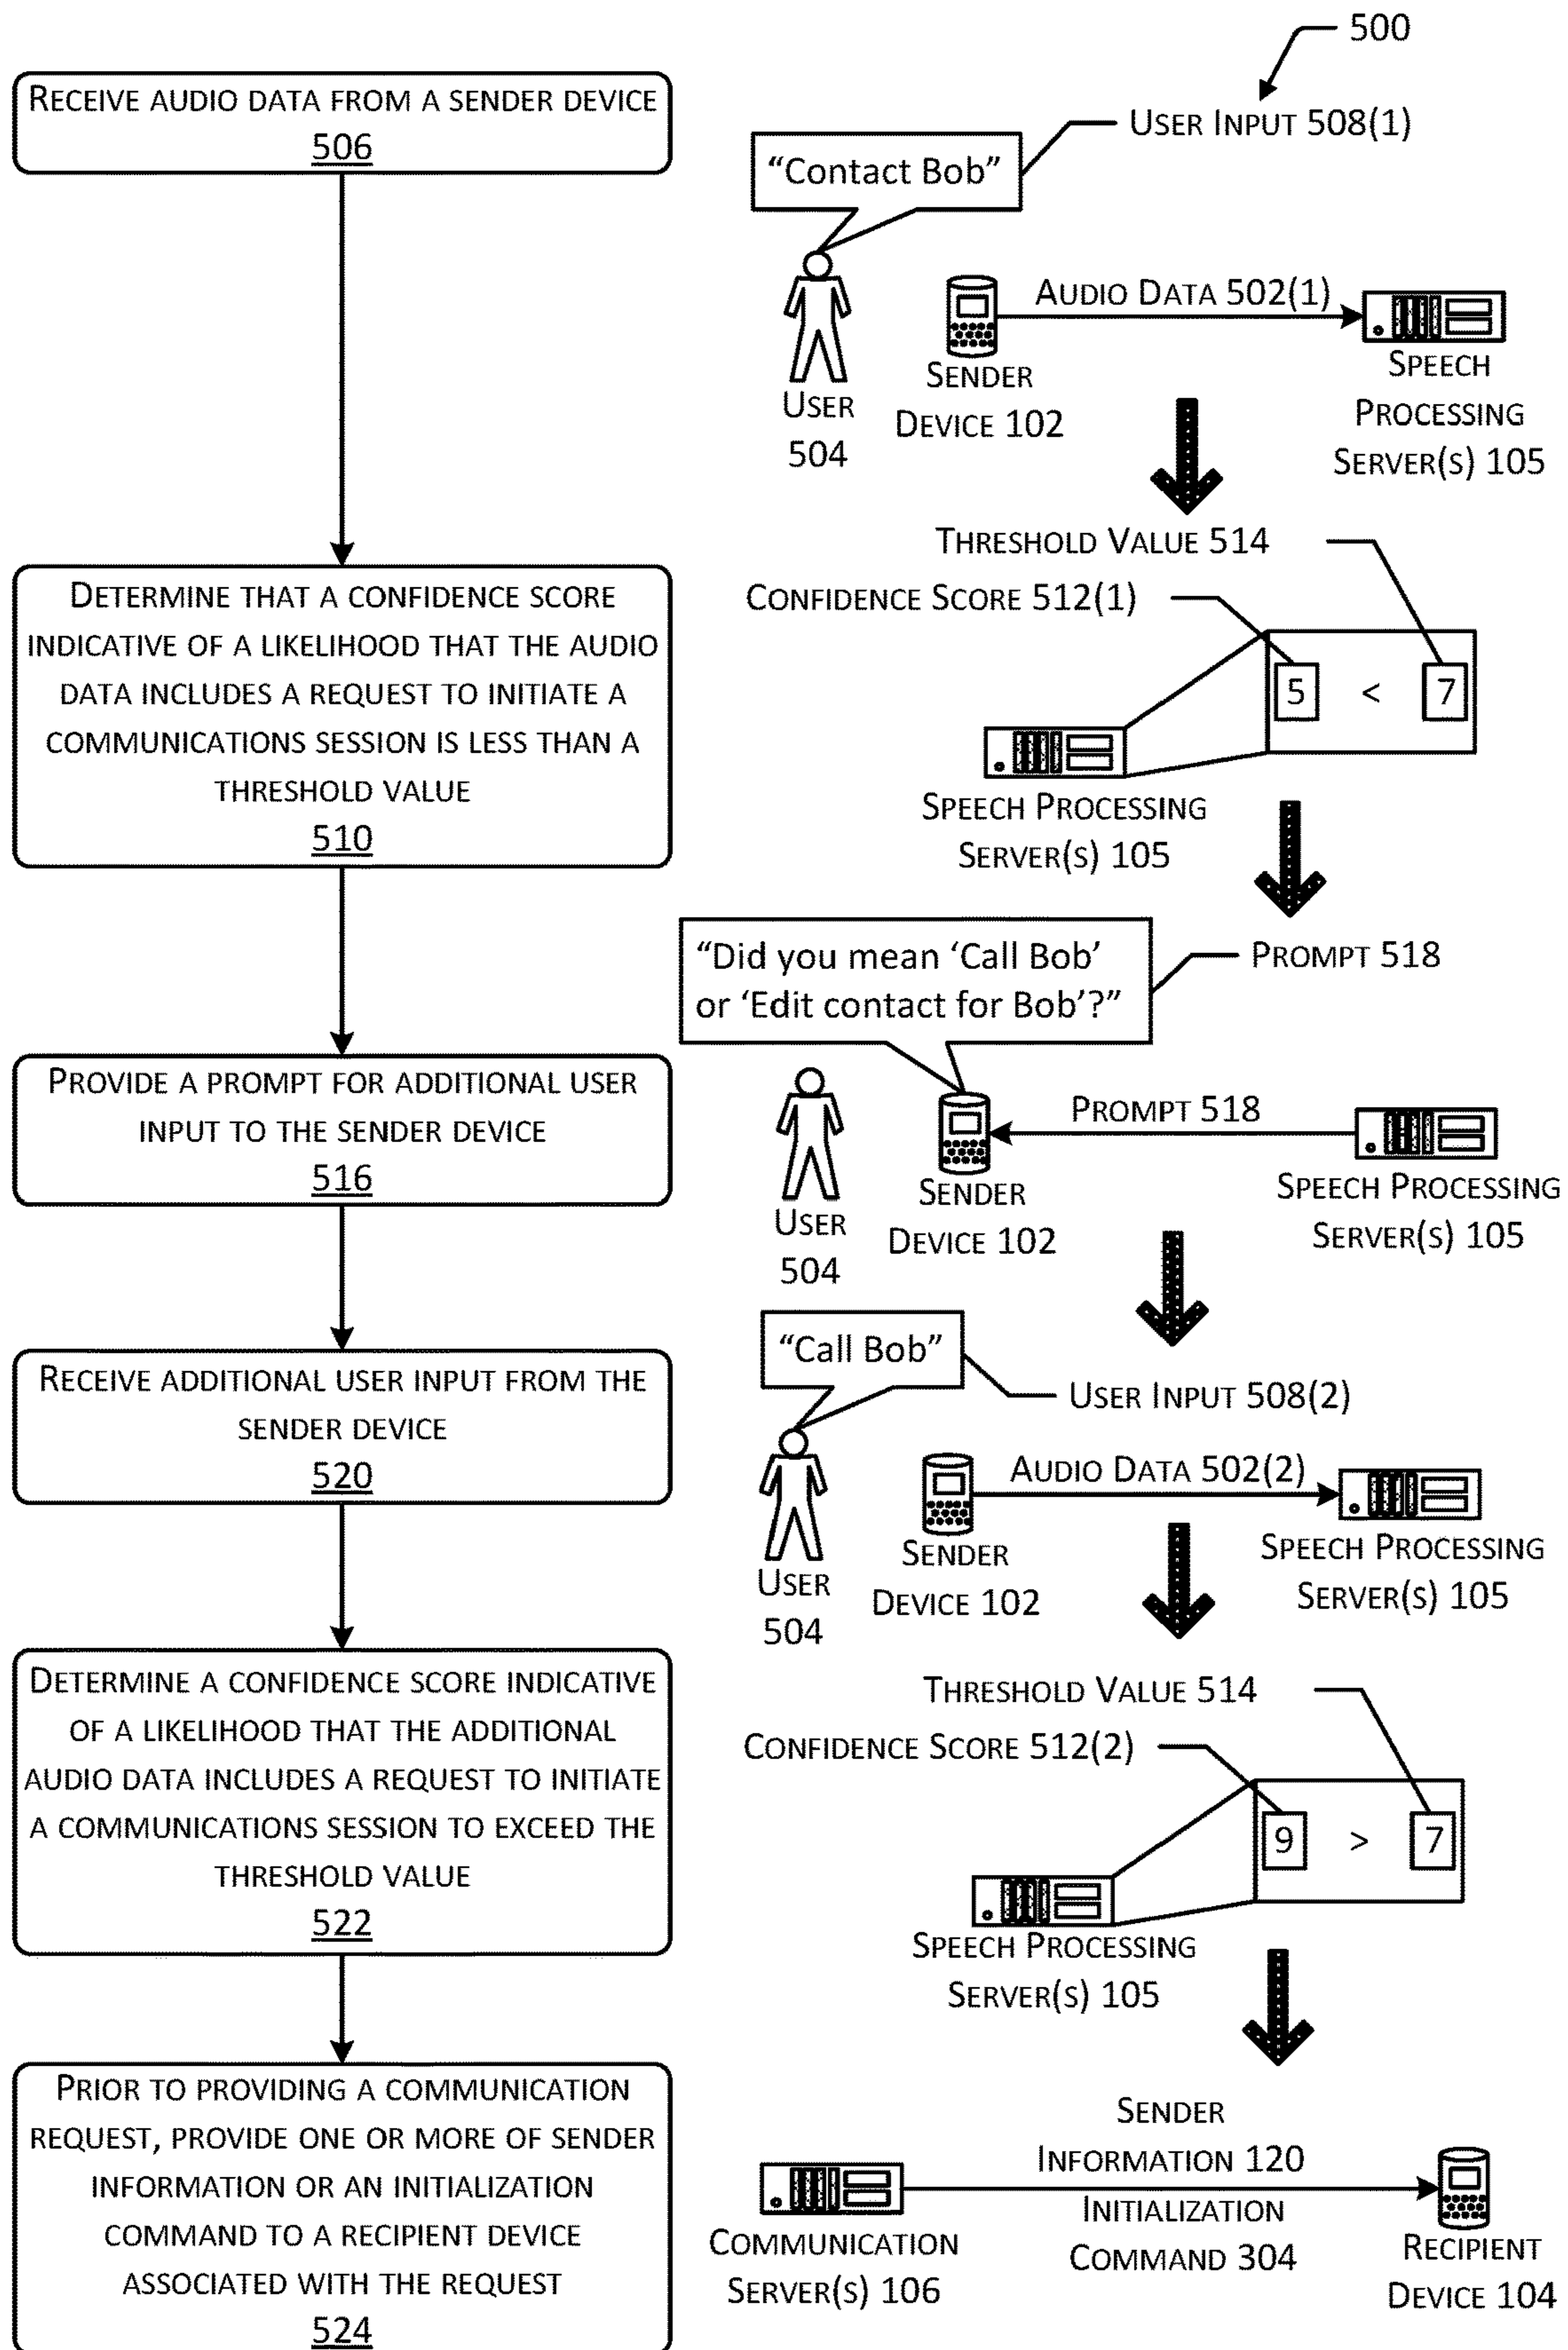 500
RECEIVE AUDIO DATA FROM A SENDER DEVICE
506
USER INPUT 508(1)
“Contact Bob”
AUDIO DATA 502(1)
USER
504
SENDER
DEVICE 102
SPEECH
PROCESSING
SERVER(S) 105
DETERMINE THAT A CONFIDENCE SCORE
INDICATIVE OF A LIKELIHOOD THAT THE AUDIO
DATA INCLUDES A REQUEST TO INITIATE A
COMMUNICATIONS SESSION IS LESS THAN A
THRESHOLD VALUE
510
THRESHOLD VALUE 514
CONFIDENCE SCORE 512(1)
5 < 7
SPEECH PROCESSING
SERVER(S) 105
“Did you mean ‘Call Bob’
or ‘Edit contact for Bob’?”
PROMPT 518
PROVIDE A PROMPT FOR ADDITIONAL USER
INPUT TO THE SENDER DEVICE
516
PROMPT 518
USER
504
SENDER
DEVICE 102
SPEECH PROCESSING
SERVER(S) 105
RECEIVE ADDITIONAL USER INPUT FROM THE
SENDER DEVICE
520
“Call Bob”
USER INPUT 508(2)
AUDIO DATA 502(2)
USER
504
SENDER
DEVICE 102
SPEECH PROCESSING
SERVER(S) 105
DETERMINE A CONFIDENCE SCORE INDICATIVE
OF A LIKELIHOOD THAT THE ADDITIONAL
AUDIO DATA INCLUDES A REQUEST TO INITIATE
A COMMUNICATIONS SESSION TO EXCEED THE
THRESHOLD VALUE
522
THRESHOLD VALUE 514
CONFIDENCE SCORE 512(2)
9 > 7
SPEECH PROCESSING
SERVER(S) 105
PRIOR TO PROVIDING A COMMUNICATION
REQUEST, PROVIDE ONE OR MORE OF SENDER
INFORMATION OR AN INITIALIZATION
COMMAND TO A RECIPIENT DEVICE
ASSOCIATED WITH THE REQUEST
524
SENDER
INFORMATION 120
INITIALIZATION
COMMAND 304
COMMUNICATION
SERVER(S) 106
RECIPIENT
DEVICE 104